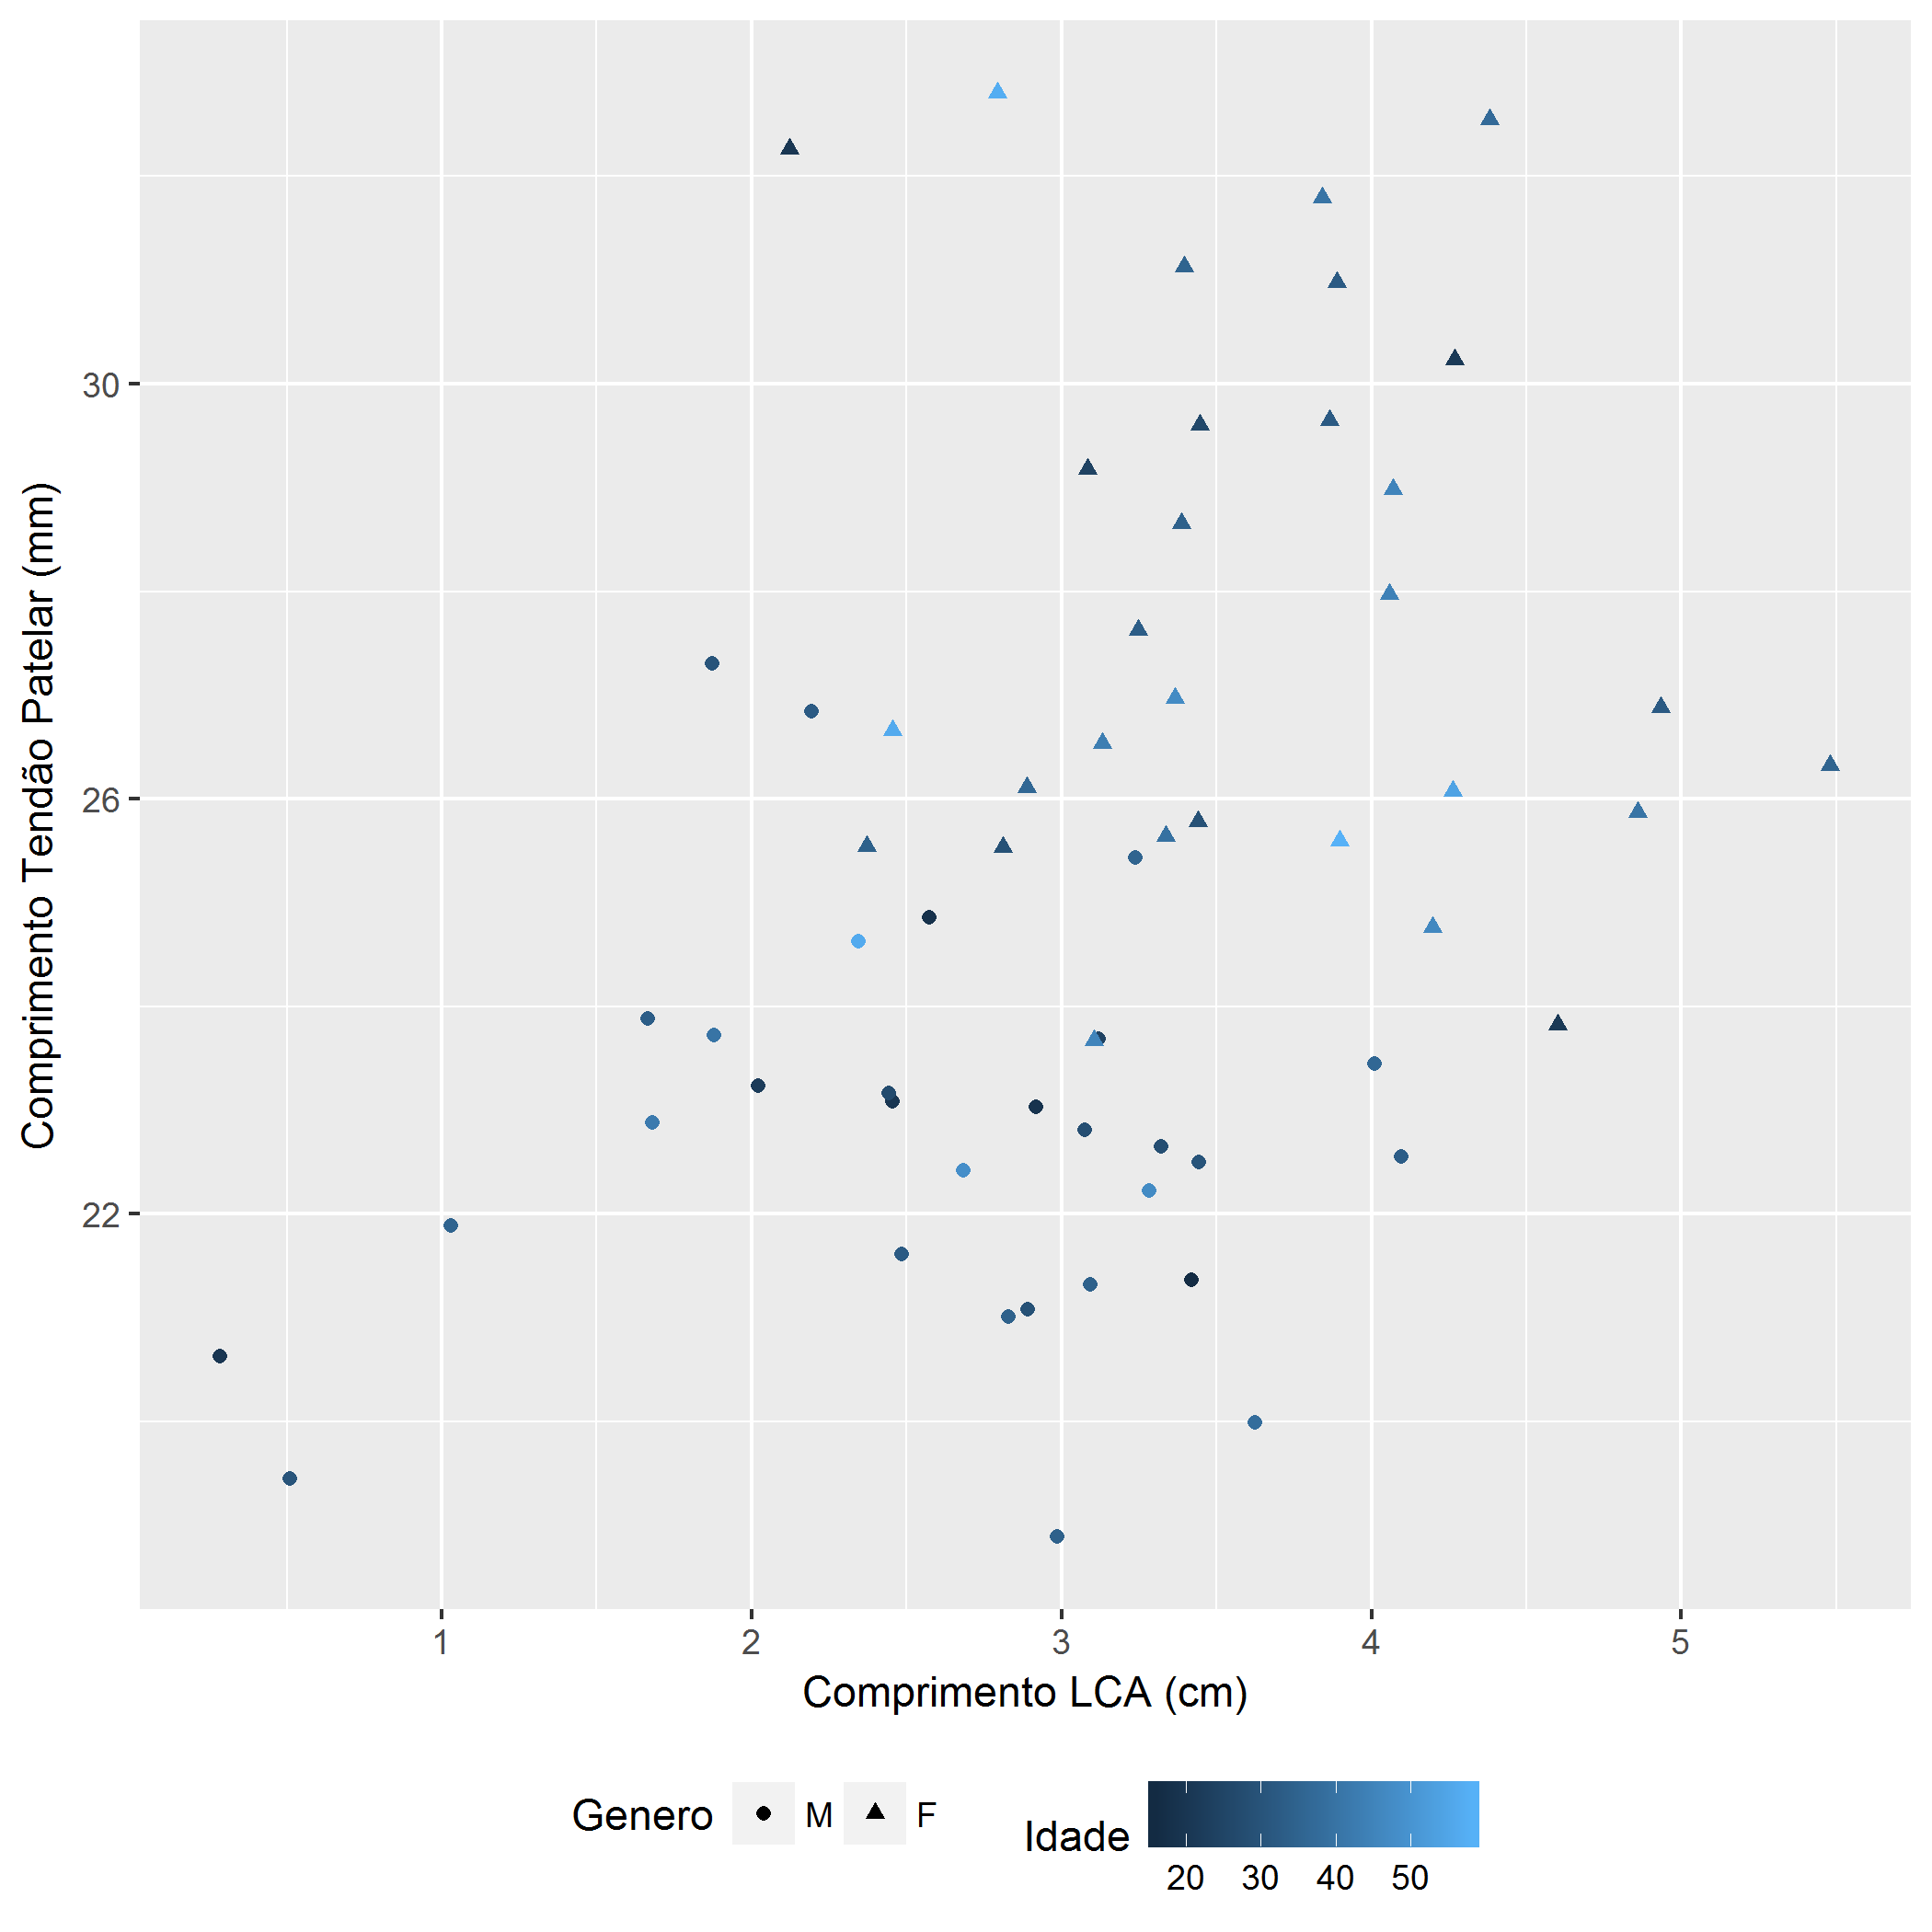 Comprimento Tendão Patelar (mm)
30
26
22
1 2 3 4 5
Comprimento LCA (cm)
Genero M F
Idade
20 30 40 50